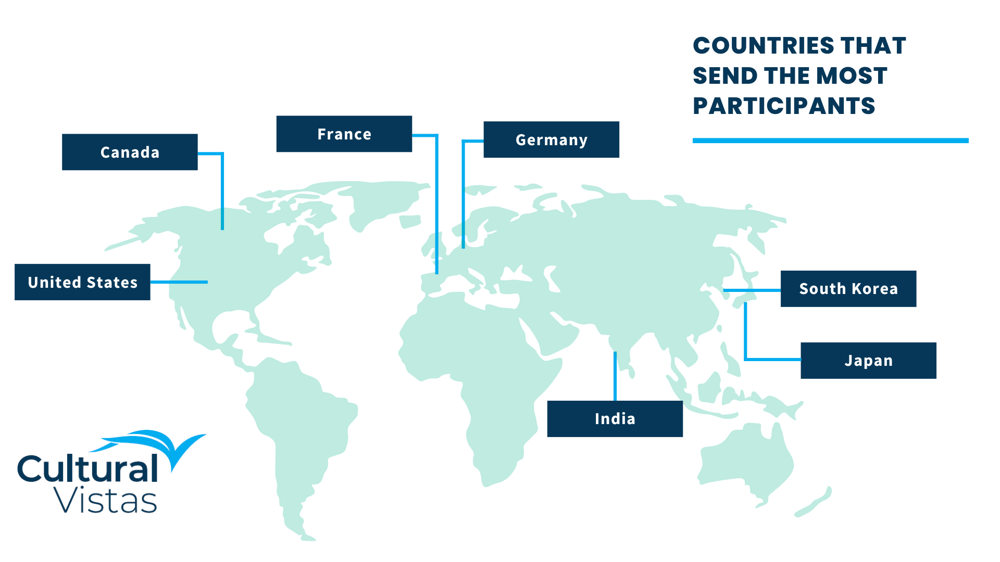 COUNTRIES THAT
SEND THE MOST
PARTICIPANTS
France
Germany
Canada
United States
South Korea
Japan
India
Cultural
Vistas